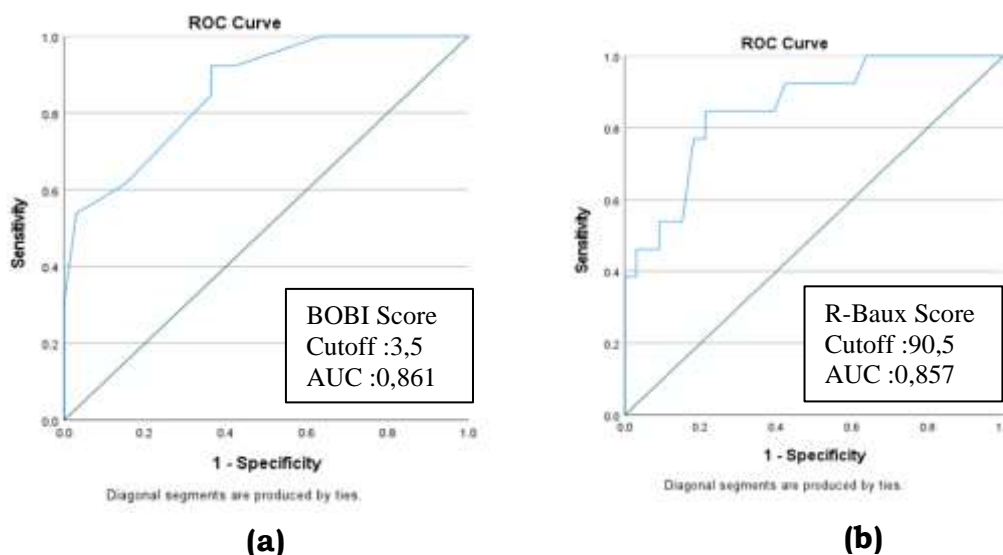 ROC Curve
1.0
0.8
0.6
0.4
0.2
0.0
Sensitivity
BOBI Score
Cutoff :3,5
AUC :0,861
0.0 0.2 0.4 0.6 0.8 1.0
1 - Specificity
Diagonal segments are produced by ties.
(a)
ROC Curve
1.0
0.8
0.6
0.4
0.2
0.0
Sensitivity
R-Baux Score
Cutoff :90,5
AUC :0,857
0.0 0.2 0.4 0.6 0.8 1.0
1 - Specificity
Diagonal segments are produced by ties.
(b)